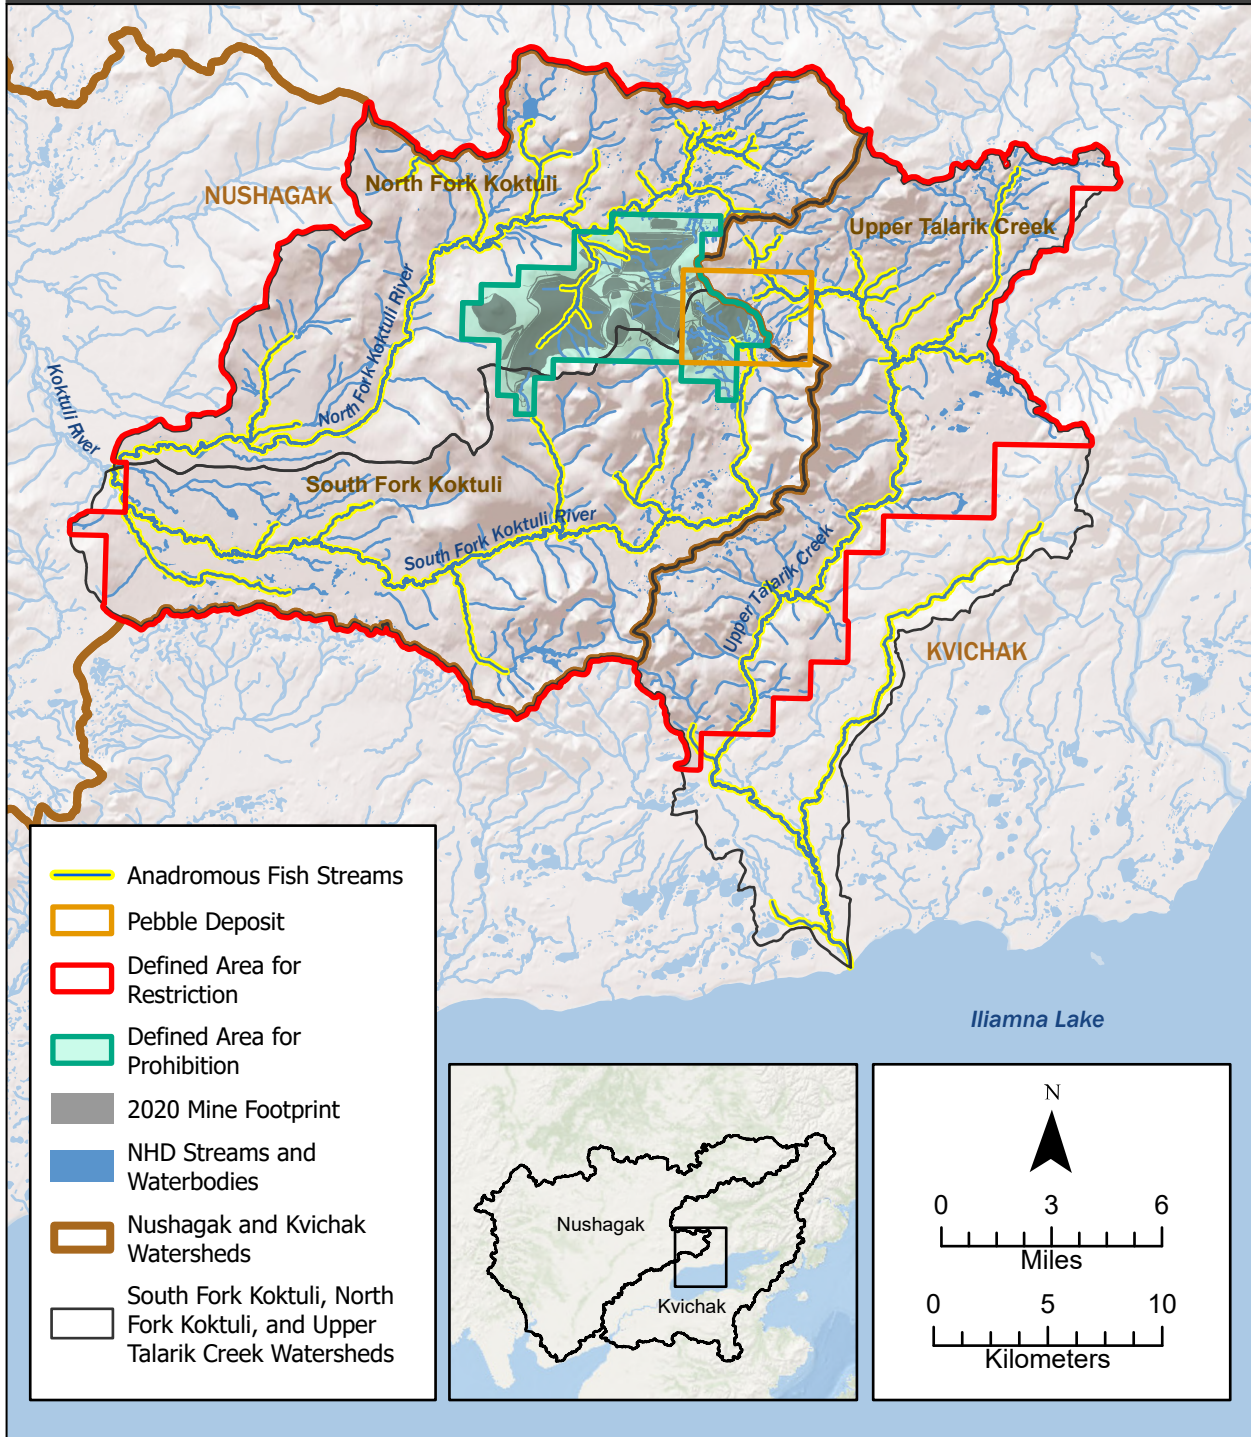 NUSHAGAK
North Fork Koktuli
Upper Talarik Creek
North Fork Koktuli River
Koktuli River
South Fork Koktuli
South Fork Koktuli River
Upper Talarik Creek
KVICHAK
Iliamna Lake
Anadromous Fish Streams
Pebble Deposit
Defined Area for
Restriction
Defined Area for
Prohibition
2020 Mine Footprint
NHD Streams and
Waterbodies
Nushagak and Kvichak
Watersheds
South Fork Koktuli, North
Fork Koktuli, and Upper
Talarik Creek Watersheds
Nushagak
Kvichak
N
0 3 6
Miles
0 5 10
Kilometers